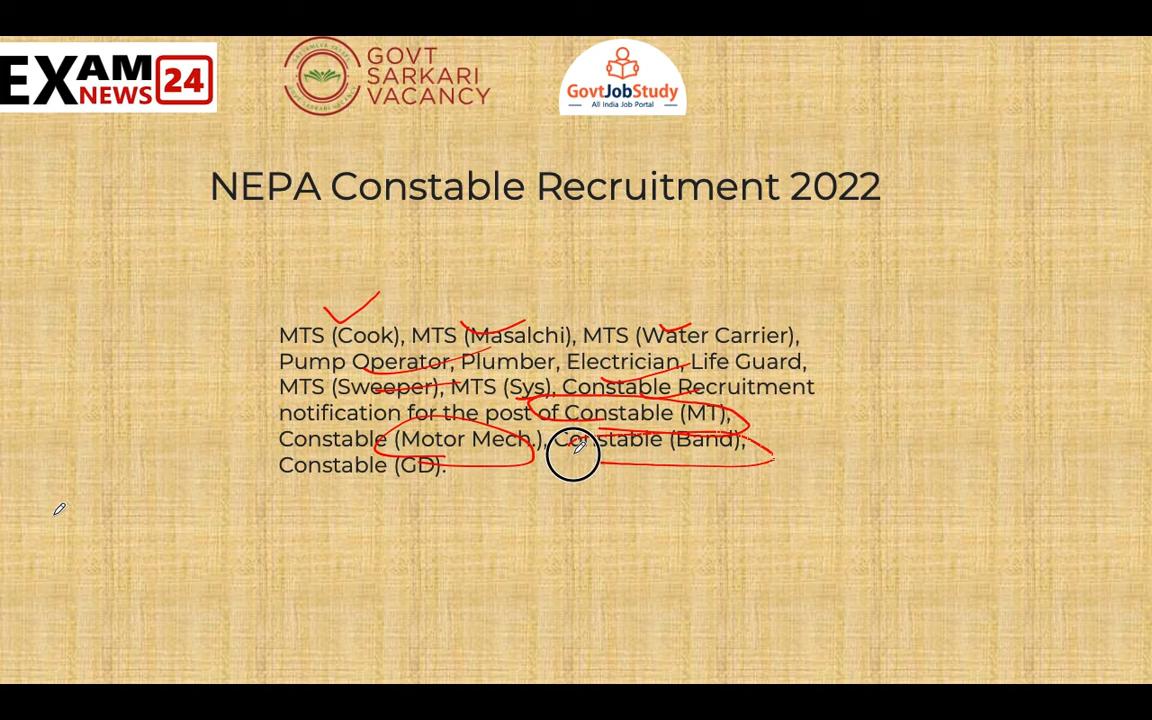 EXAM NEWS 24
GOVT
SARKARI
VACANCY
GovtJobStudy
All India Job Portal
NEPA Constable Recruitment 2022
MTS (Cook), MTS (Masalchi), MTS (Water Carrier),
Pump Operator, Plumber, Electrician, Life Guard,
MTS (Sweeper), MTS (Sys), Constable Recruitment
notification for the post of Constable (MT),
Constable (Motor Mech.), Constable (Band),
Constable (GD).